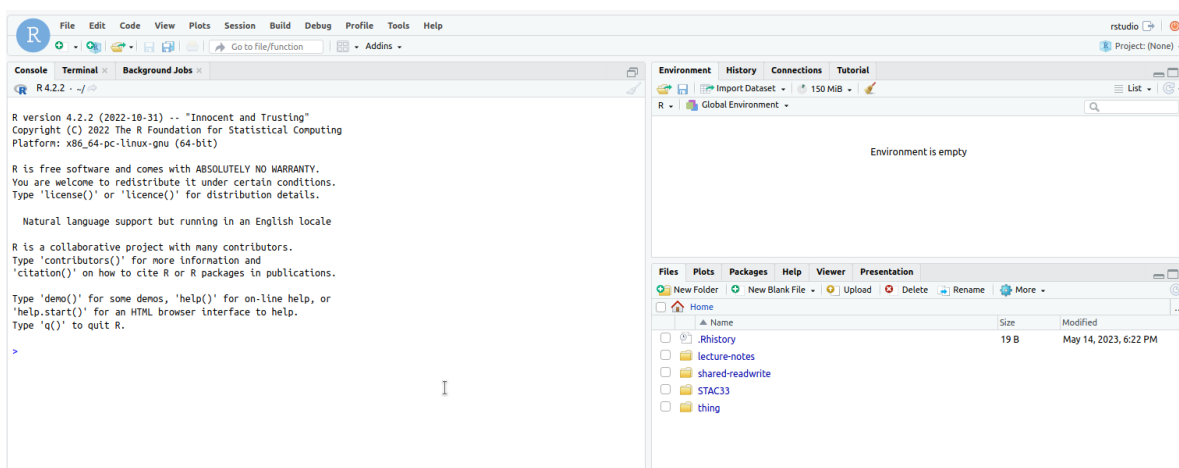 R
File Edit Code View Plots Session Build Debug Profile Tools Help
rstudio
Go to file/function
Addins
R Project: (None)
Console Terminal Background Jobs
R R 4.2.2 · ~/
R version 4.2.2 (2022-10-31) -- "Innocent and Trusting"
Copyright (C) 2022 The R Foundation for Statistical Computing
Platform: x86_64-pc-linux-gnu (64-bit)
R is free software and comes with ABSOLUTELY NO WARRANTY.
You are welcome to redistribute it under certain conditions.
Type 'license()' or 'licence()' for distribution details.
Natural language support but running in an English locale
R is a collaborative project with many contributors.
Type 'contributors()' for more information and
'citation()' on how to cite R or R packages in publications.
Type 'demo()' for some demos, 'help()' for on-line help, or
'help.start()' for an HTML browser interface to help.
Type 'q()' to quit R.
>
Environment History Connections Tutorial
Import Dataset 150 MiB List
R Global Environment
Environment is empty
Files Plots Packages Help Viewer Presentation
New Folder New Blank File Upload Delete Rename More
Home
Name Size Modified
.Rhistory 19 B May 14, 2023, 6:22 PM
lecture-notes
shared-readwrite
STAC33
thing